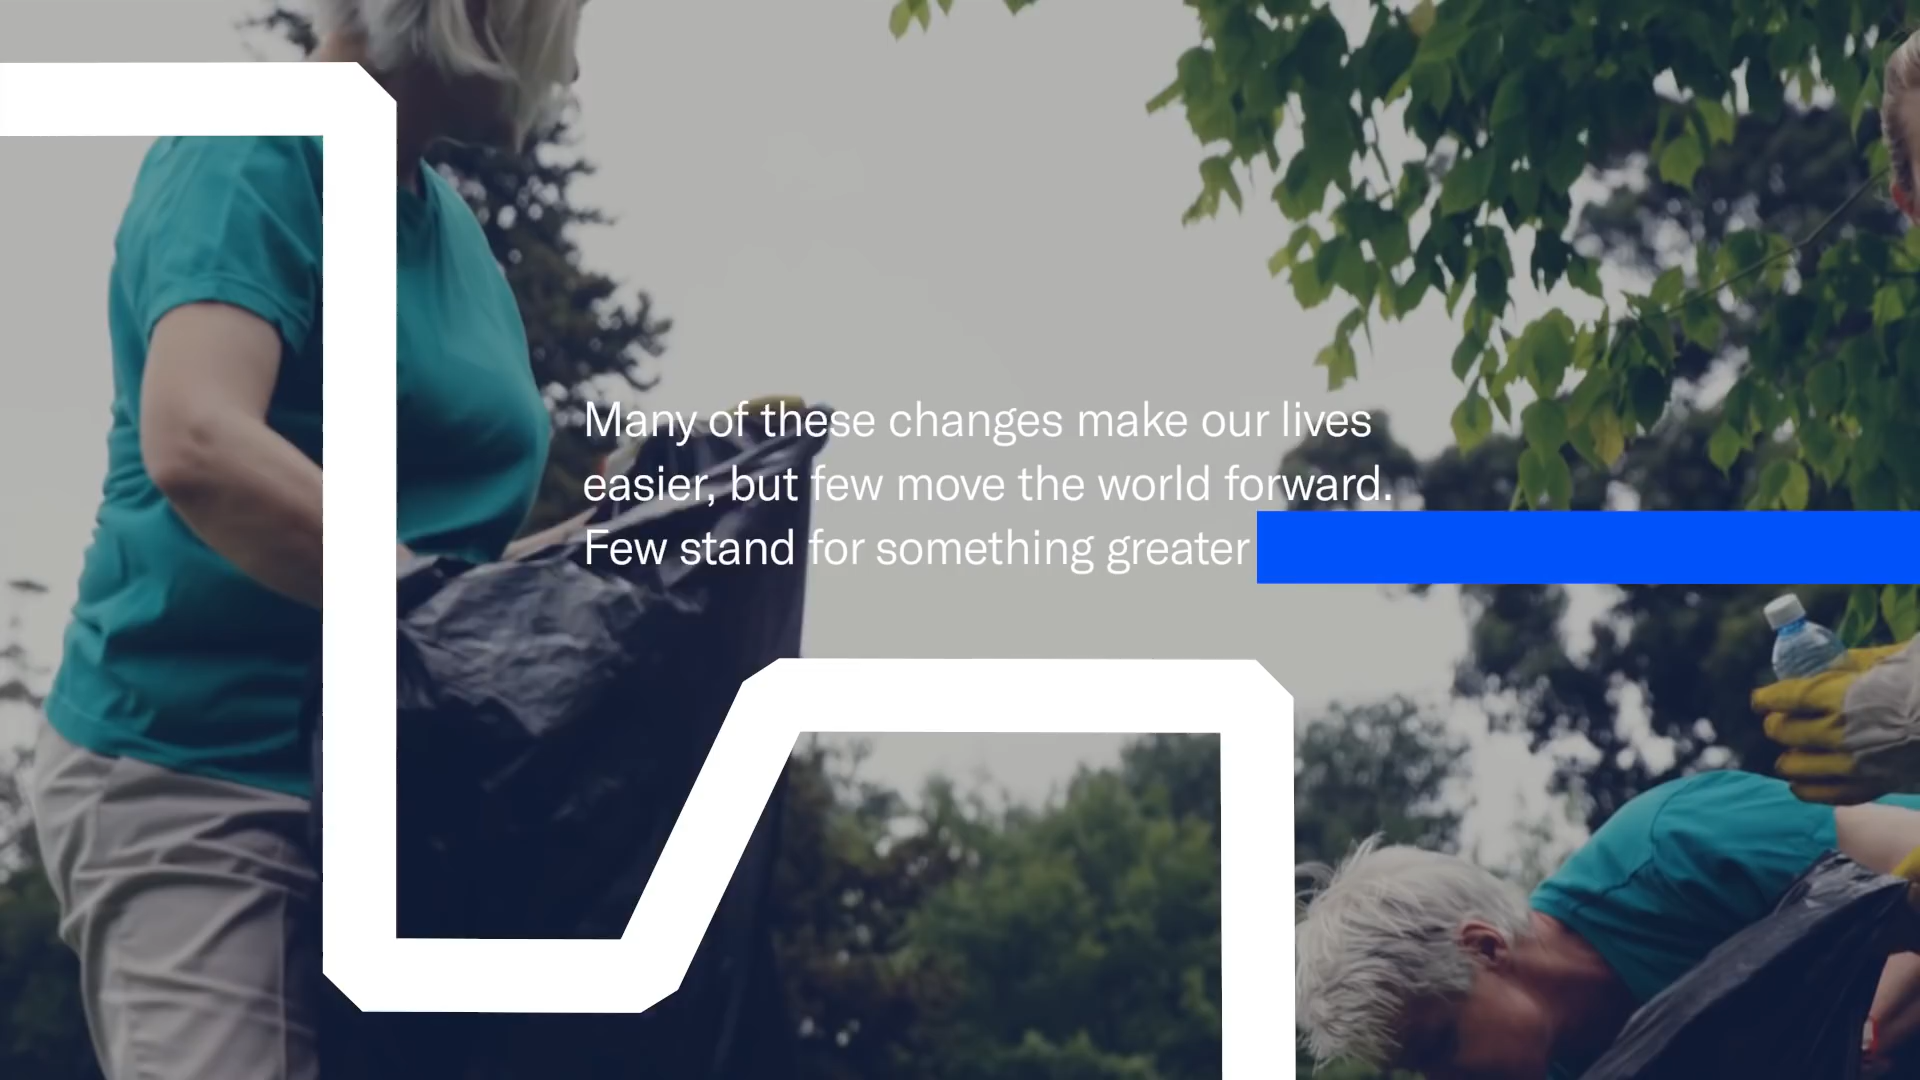 Many of these changes make our lives
easier, but few move the world forward.
Few stand for something greater